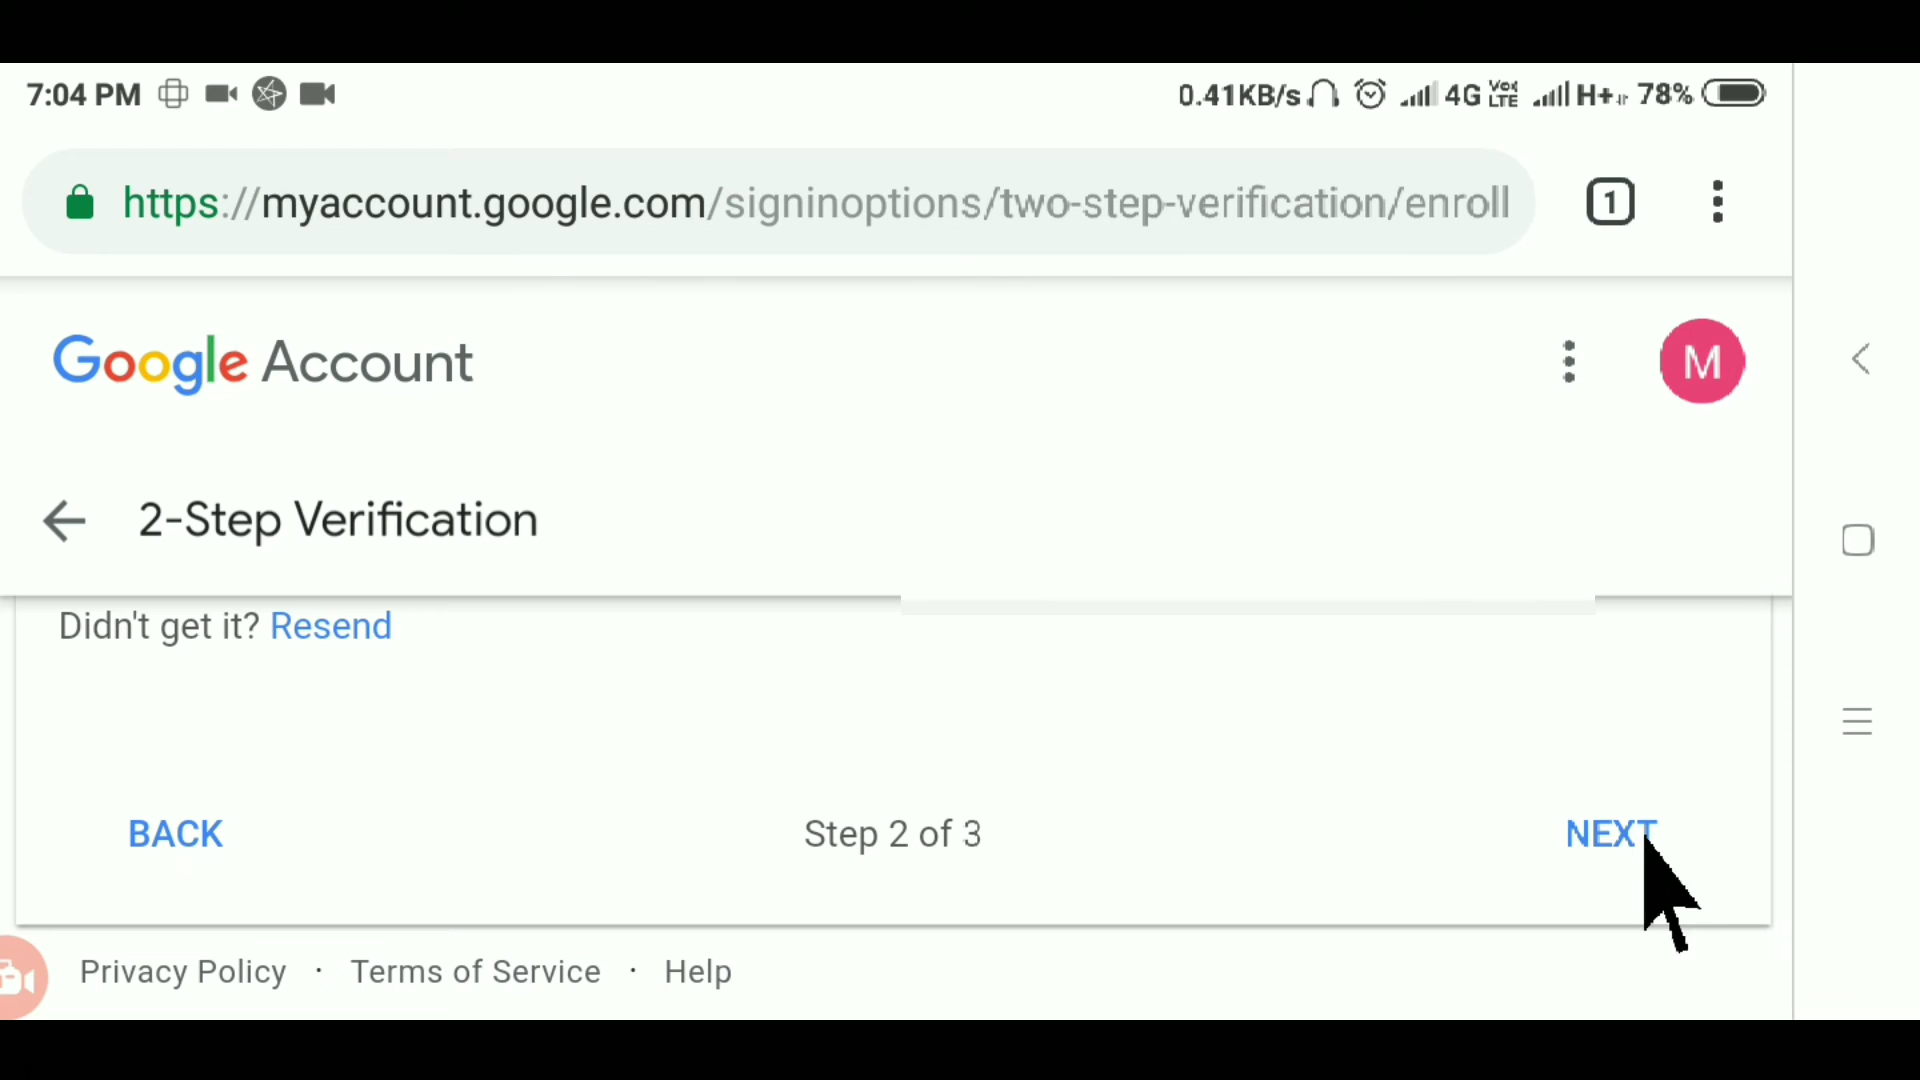 7:04 PM 0.41KB/s 4G Vo LTE H+ 78%
https://myaccount.google.com/signinoptions/two-step-verification/enroll 1
Google Account M
2-Step Verification
Didn't get it? Resend
BACK Step 2 of 3 NEXT
Privacy Policy · Terms of Service · Help